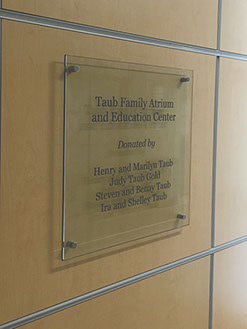 Taub Family Atrium
and Education Center
Donated by
Henry and Marilyn Taub
Judy Taub Gold
Steven and Benay Taub
Ira and Shelley Taub